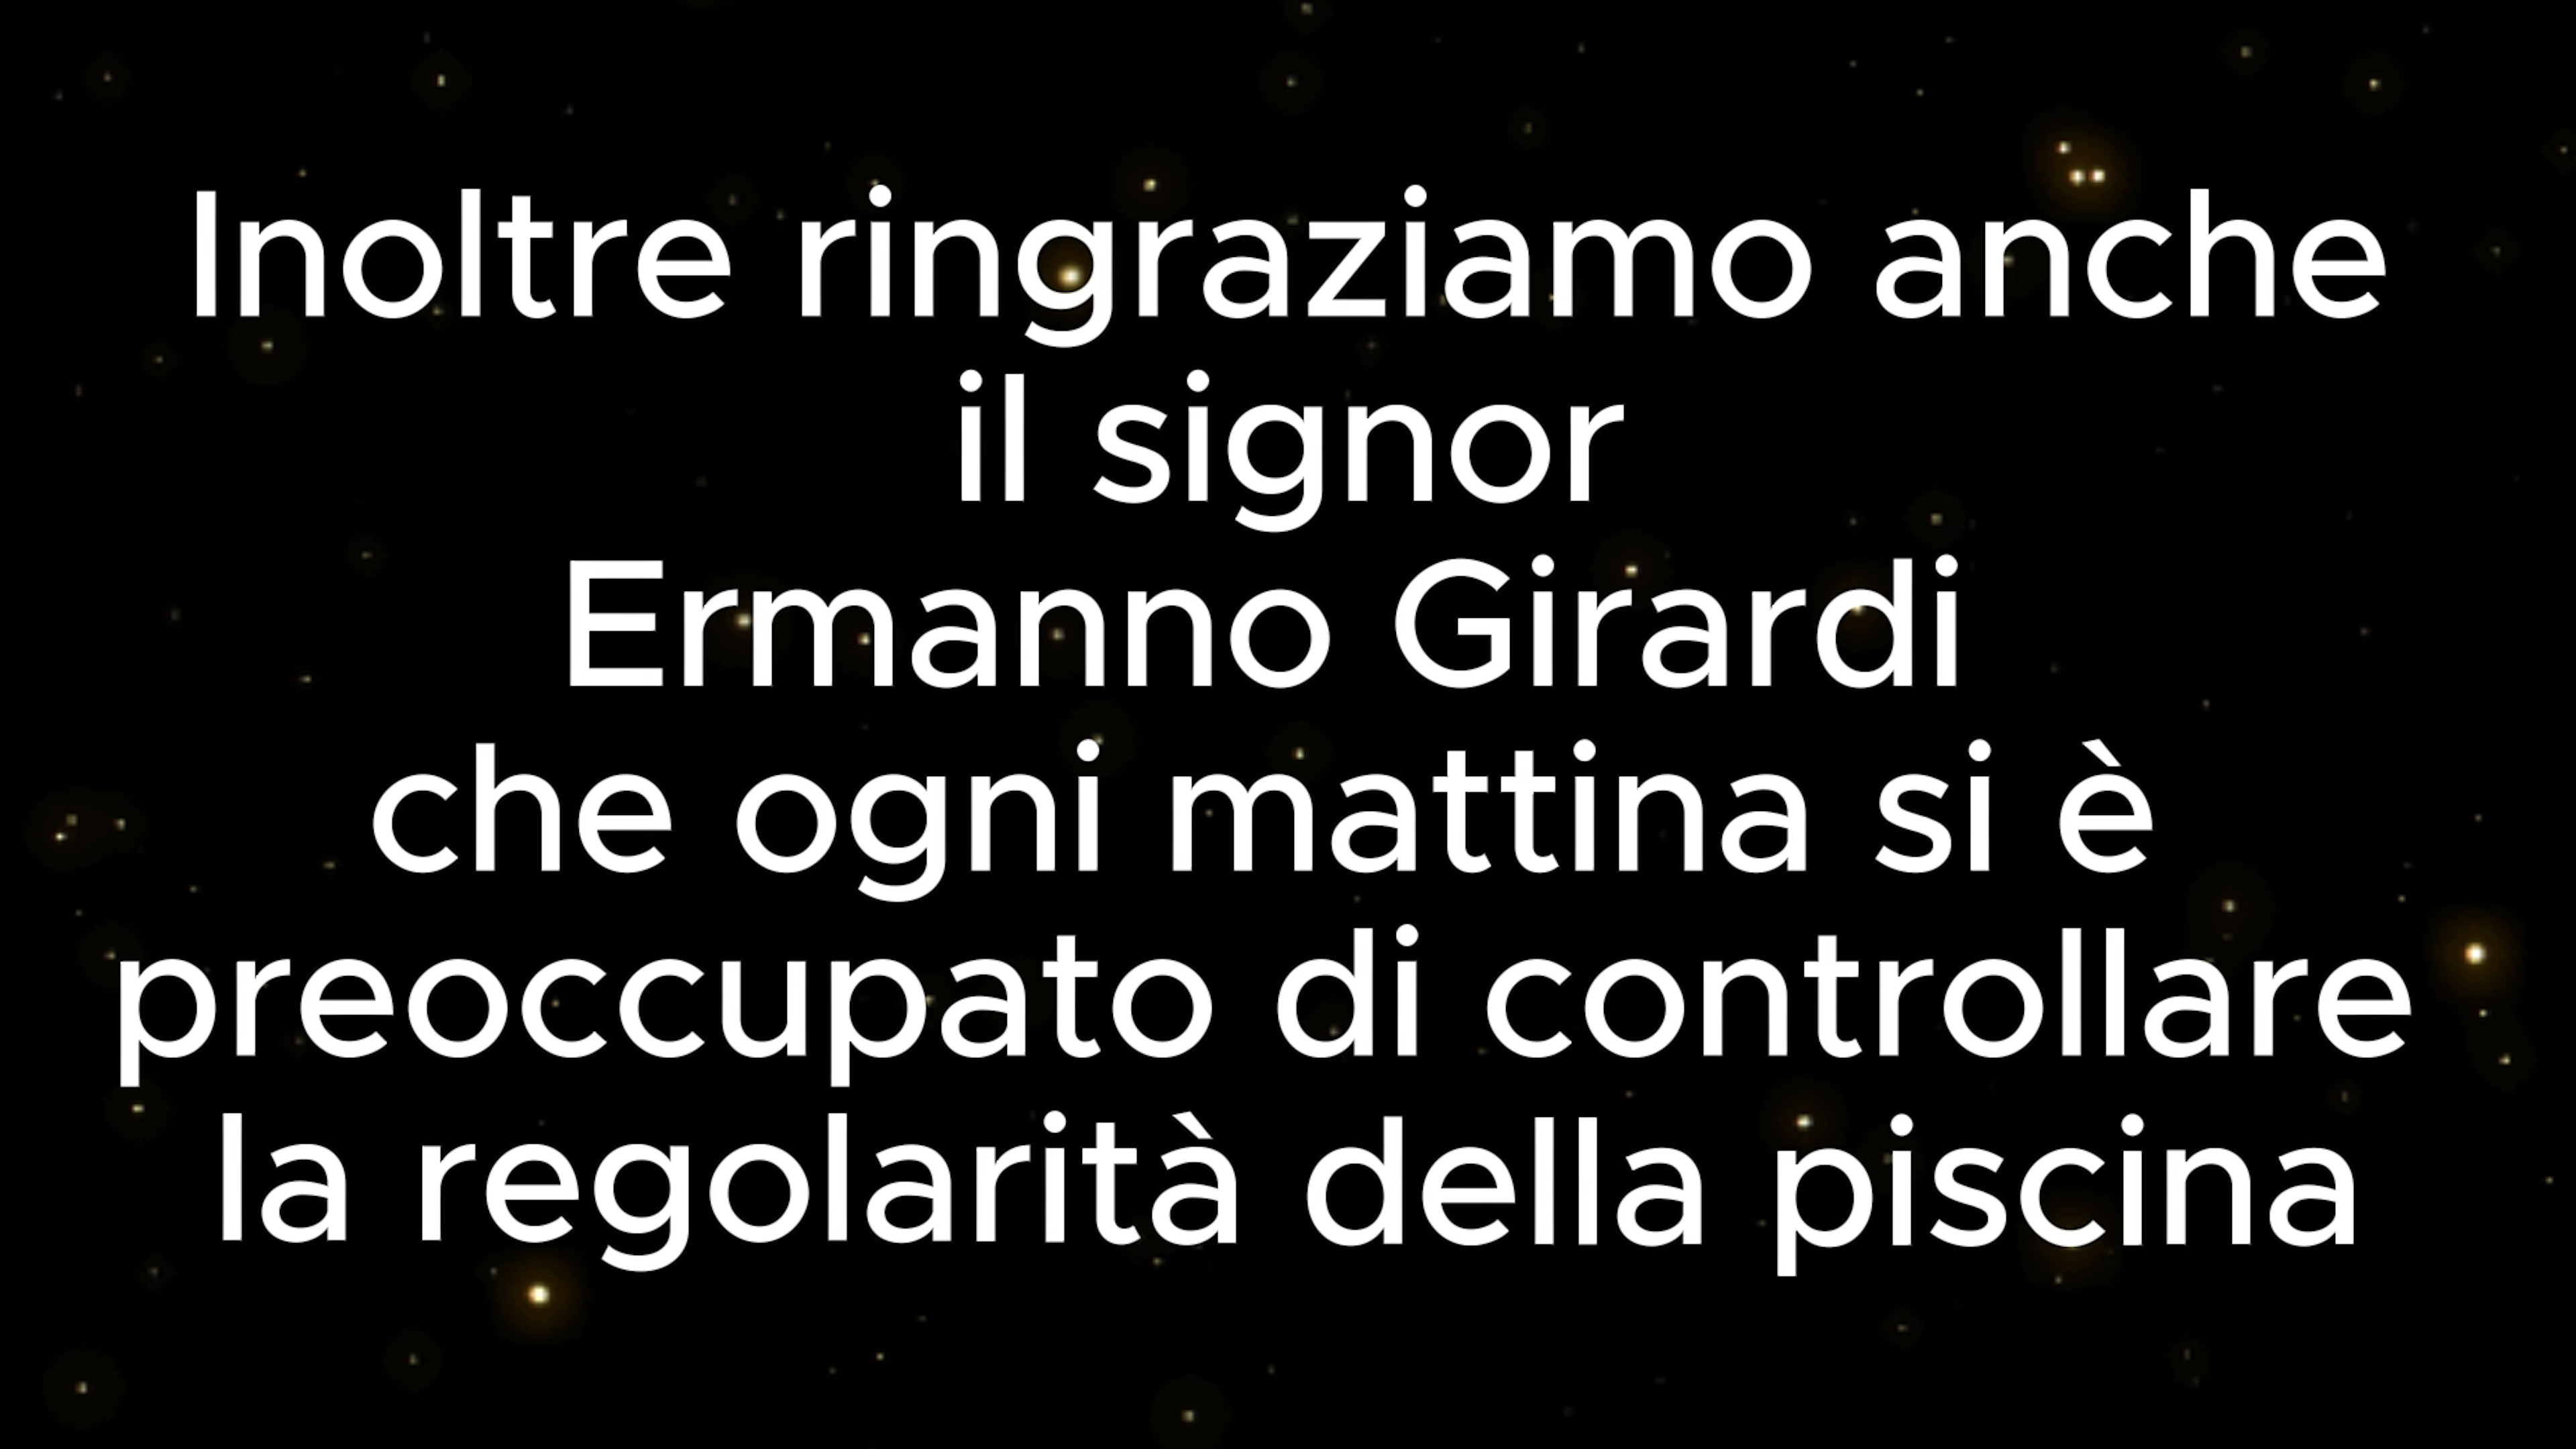 Inoltre ringraziamo anche
il signor
Ermanno Girardi
che ogni mattina si è
preoccupato di controllare
la regolarità della piscina